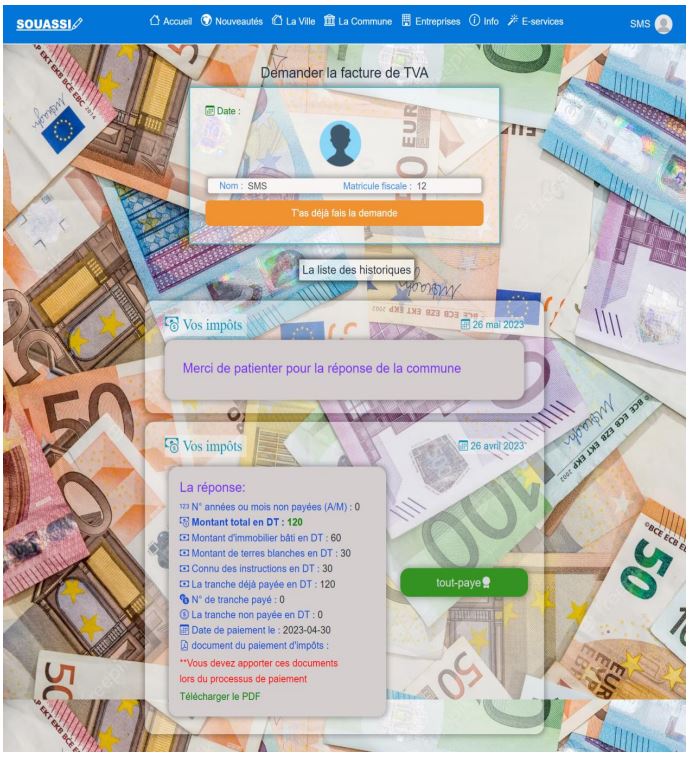 SOUASSI
Accueil Nouveautés La Ville La Commune Entreprises Info E-services SMS
Demander la facture de TVA
Date :
Nom : SMS Matricule fiscale : 12
T'as déjà fais la demande
La liste des historiques
Vos impôts 26 mai 2023
Merci de patienter pour la réponse de la commune
Vos impôts 26 avril 2023
La réponse:
123 N° années ou mois non payées (A/M) : 0
Montant total en DT : 120
Montant d'immobilier bâti en DT : 60
Montant de terres blanches en DT : 30
Connu des instructions en DT : 30
La tranche déjà payée en DT : 120
N° de tranche payé : 0
La tranche non payée en DT : 0
Date de paiement le : 2023-04-30
document du paiement d'impôts :
**Vous devez apporter ces documents
lors du processus de paiement
Télécharger le PDF
tout-paye